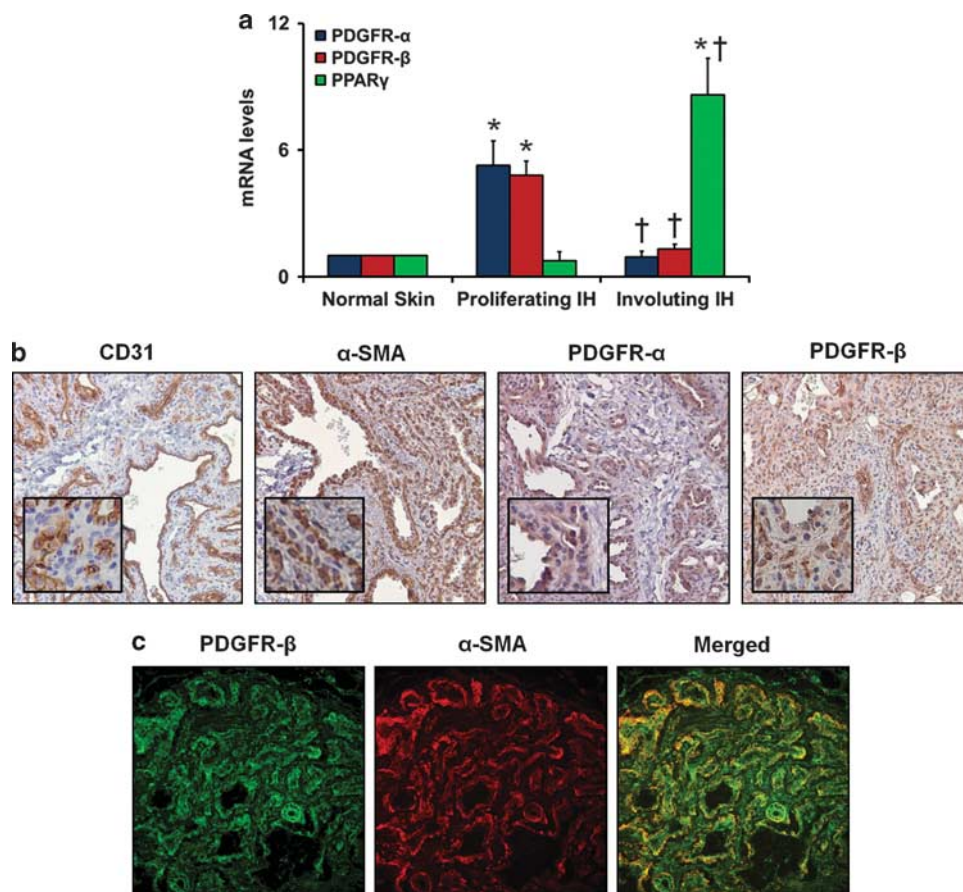 a
12
6
0
mRNA levels
PDGFR-α
PDGFR-β
PPARγ
* * † † *†
Normal Skin Proliferating IH Involuting IH
b
CD31 α-SMA PDGFR-α PDGFR-β
c
PDGFR-β α-SMA Merged